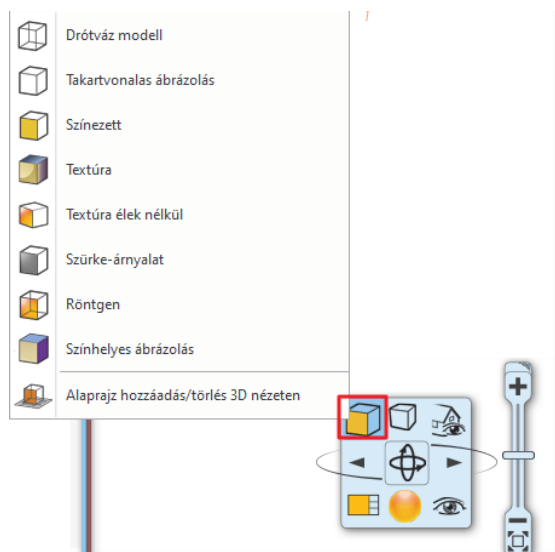 Drótváz modell
Takartvonalas ábrázolás
Színezett
Textúra
Textúra élek nélkül
Szürke-árnyalat
Röntgen
Színhelyes ábrázolás
Alaprajz hozzáadás/törlés 3D nézeten